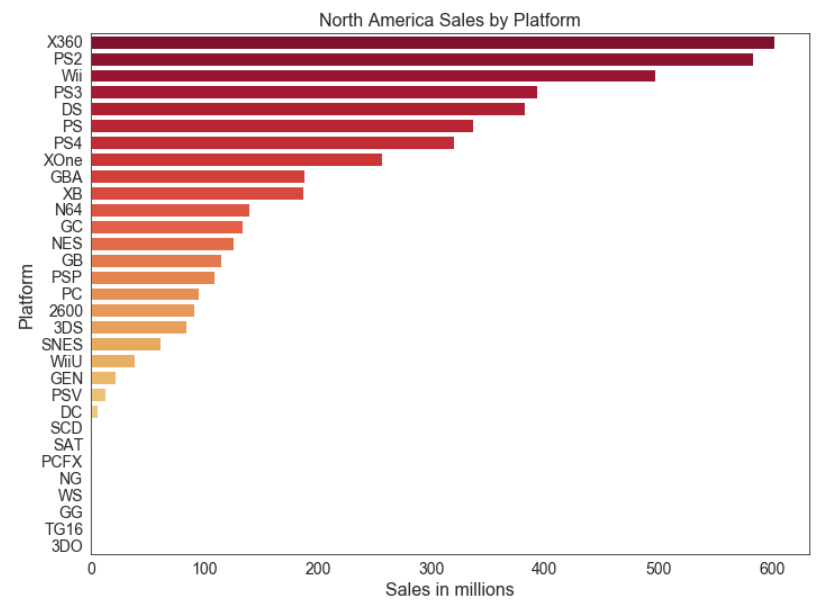 North America Sales by Platform
X360
PS2
Wii
PS3
DS
PS
PS4
XOne
GBA
XB
N64
GC
NES
GB
PSP
PC
2600
3DS
SNES
WiiU
GEN
PSV
DC
SCD
SAT
PCFX
NG
WS
GG
TG16
3DO
Platform
0 100 200 300 400 500 600
Sales in millions